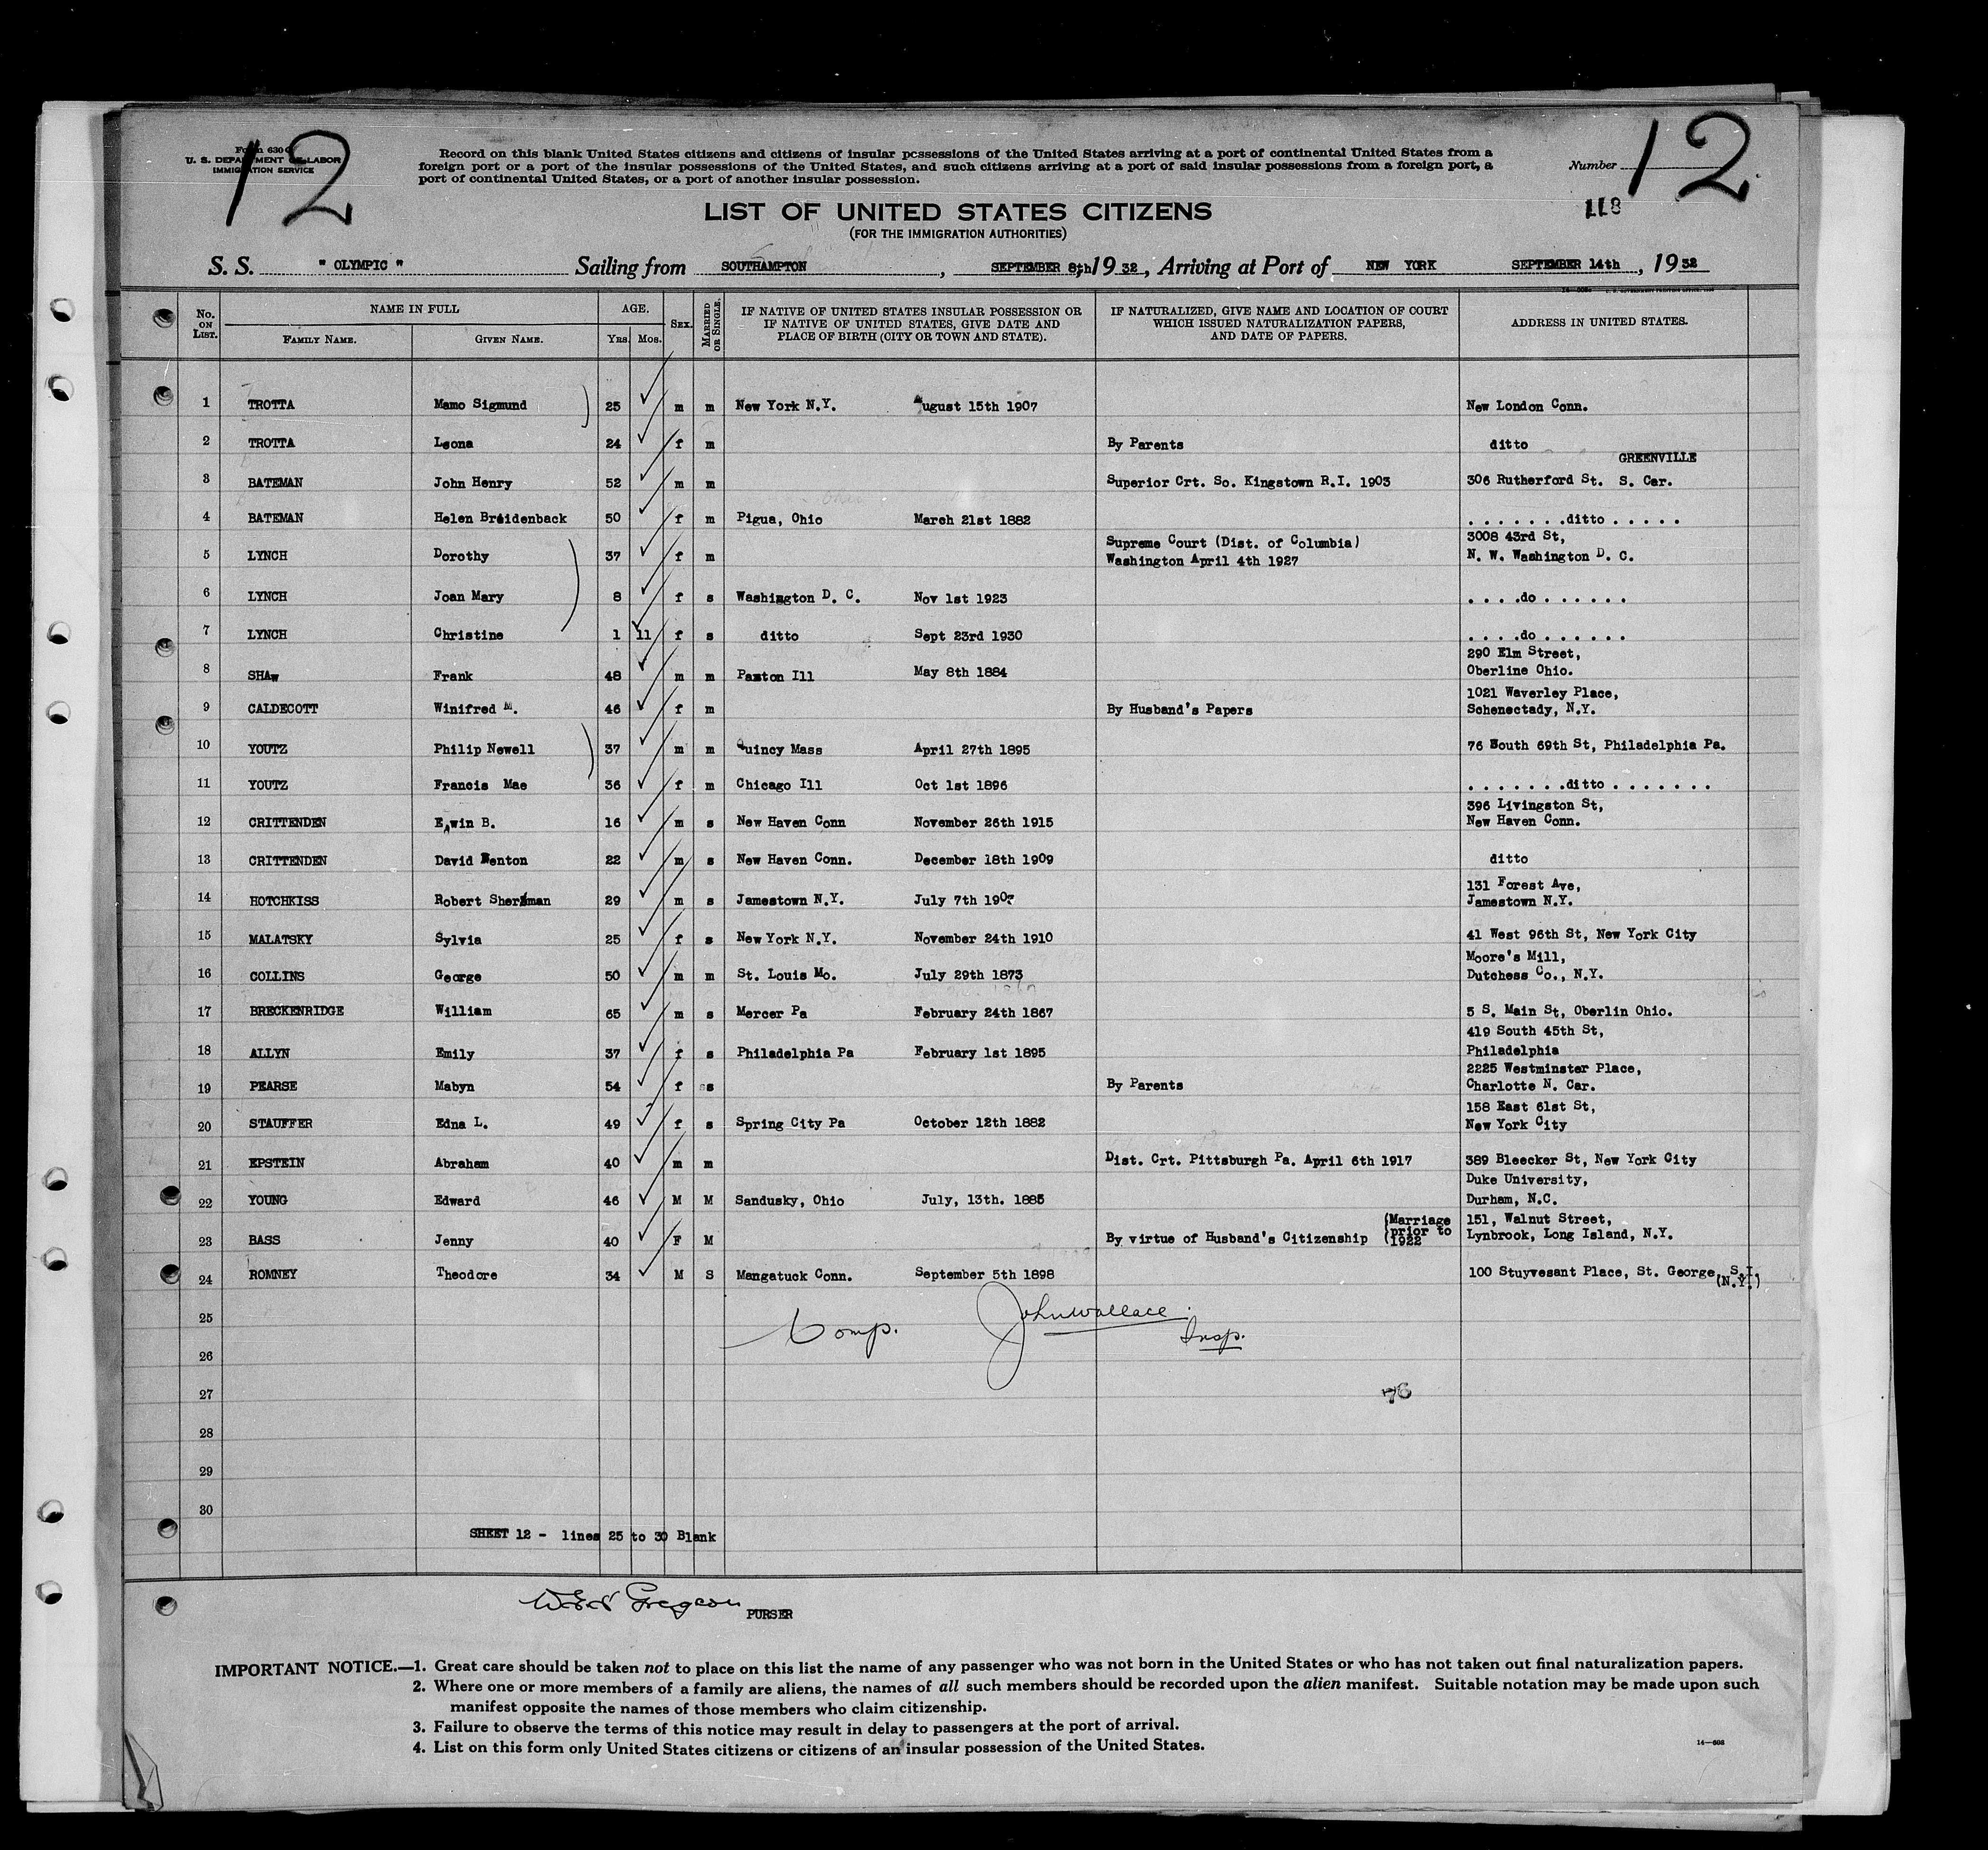 12
12
Form 630 C
U. S. DEPARTMENT OF LABOR
IMMIGRATION SERVICE
Record on this blank United States citizens and citizens of insular possessions of the United States arriving at a port of continental United States from a
foreign port or a port of the insular possessions of the United States, and such citizens arriving at a port of said insular possessions from a foreign port, a
port of continental United States, or a port of another insular possession.
Number
118
LIST OF UNITED STATES CITIZENS
(FOR THE IMMIGRATION AUTHORITIES)
S. S. " OLYMPIC " Sailing from SOUTHAMPTON, SEPTEMBER 8th, 19 32, Arriving at Port of NEW YORK SEPTEMBER 14th, 19 32
No. ON LIST. NAME IN FULL AGE. SEX. MARRIED OR SINGLE. IF NATIVE OF UNITED STATES INSULAR POSSESSION OR IF NATIVE OF UNITED STATES, GIVE DATE AND PLACE OF BIRTH (CITY OR TOWN AND STATE). IF NATURALIZED, GIVE NAME AND LOCATION OF COURT WHICH ISSUED NATURALIZATION PAPERS, AND DATE OF PAPERS. ADDRESS IN UNITED STATES.
FAMILY NAME. GIVEN NAME. YRS. MOS.
1 TROTTA Mamo Sigmund 25 m m New York N.Y. August 15th 1907 New London Conn.
2 TROTTA Leona 24 f m By Parents ditto
GREENVILLE
3 BATEMAN John Henry 52 m m Superior Crt. So. Kingstown R.I. 1903 306 Rutherford St. S. Car.
4 BATEMAN Helen Breidenback 50 f m Piqua, Ohio March 21st 1882 . . . . . . .ditto . . . . .
Supreme Court (Dist. of Columbia) 3008 43rd St,
5 LYNCH Dorothy 37 f m Washington April 4th 1927 N. W. Washington D. C.
6 LYNCH Joan Mary 8 f s Washington D. C. Nov 1st 1923 . . . .do . . . . . .
7 LYNCH Christine 1 11 f s ditto Sept 23rd 1930 . . . .do . . . . . .
290 Elm Street,
8 SHAw Frank 48 m m Paxton Ill May 8th 1884 Oberline Ohio.
1021 Waverley Place,
9 CALDECOTT Winifred M. 46 f m By Husband's Papers Schenectady, N.Y.
10 YOUTZ Philip Newell 37 m m Quincy Mass April 27th 1895 76 South 69th St, Philadelphia Pa.
11 YOUTZ Francis Mae 36 f m Chicago Ill Oct 1st 1896 . . . . . . .ditto . . . . . . .
396 Livingston St,
12 CRITTENDEN E win B. 16 m s New Haven Conn November 26th 1915 New Haven Conn.
13 CRITTENDEN David 22 m s New Haven Conn. December 18th 1909 ditto
131 Forest Ave,
14 HOTCHKISS Robert Sherman 29 m s Jamestown N.Y. July 7th Jamestown N.Y.
15 MALATSKY Sylvia 25 f s New York N.Y. November 24th 1910 41 West 96th St, New York City
Moore's Mill,
16 COLLINS George 50 m m St. Louis Mo. July 29th 1873 Dutchess Co., N.Y.
17 BRECKENRIDGE William 65 m s Mercer Pa February 24th 1867 5 S. Main St, Oberlin Ohio.
419 South 45th St,
18 ALLYN Emily 37 f s Philadelphia Pa February 1st 1895 Philadelphia
2225 Westminster Place,
19 PEARSE Mabyn 54 f s By Parents Charlotte N. Car.
158 East 61st St,
20 STAUFFER Edna L. 49 f s Spring City Pa October 12th 1882 New York City
21 EPSTEIN Abraham 40 m m Dist. Crt. Pittsburgh Pa. April 6th 1917 389 Bleecker St, New York City
Duke University,
22 YOUNG Edward 46 M M Sandusky, Ohio July, 13th. 1885 Durham, N.C.
(Marriage 151, Walnut Street,
23 BASS Jenny 40 F M By virtue of Husband's Citizenship (prior to (1922 Lynbrook, Long Island, N.Y.
24 ROMNEY Theodore 34 M S Mangatuck Conn. September 5th 1898 100 Stuyvesant Place, St. George, S.I. (N.Y.)
25
Comp. John Wallace Insp.
26
27 76
28
29
30
SHEET 12 - lines 25 to 30 Blank
PURSER
IMPORTANT NOTICE.—1. Great care should be taken not to place on this list the name of any passenger who was not born in the United States or who has not taken out final naturalization papers.
2. Where one or more members of a family are aliens, the names of all such members should be recorded upon the alien manifest. Suitable notation may be made upon such
manifest opposite the names of those members who claim citizenship.
3. Failure to observe the terms of this notice may result in delay to passengers at the port of arrival.
4. List on this form only United States citizens or citizens of an insular possession of the United States.
14—608